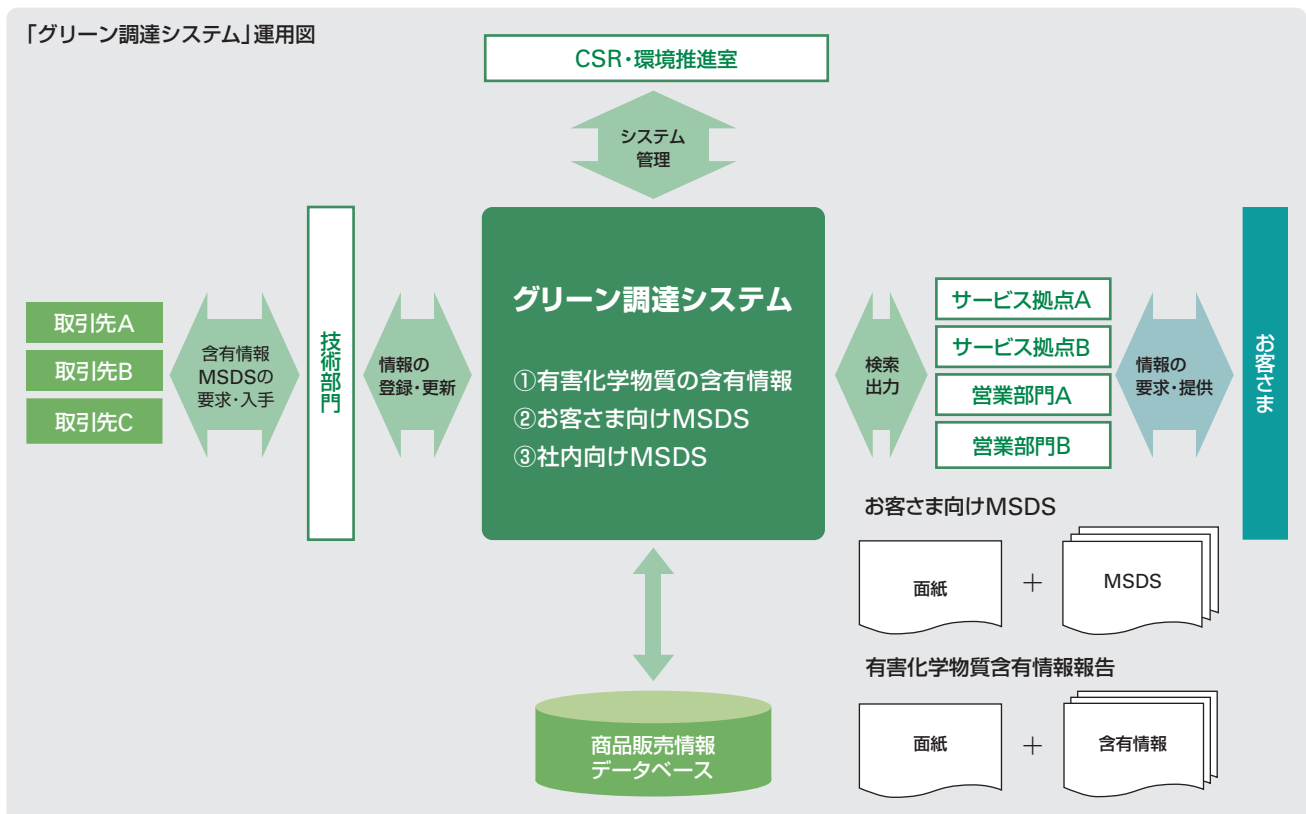 「グリーン調達システム」運用図
CSR・環境推進室
システム
管理
取引先A
取引先B
取引先C
含有情報
MSDSの
要求・入手
技術部門
情報の
登録・更新
グリーン調達システム
①有害化学物質の含有情報
②お客さま向けMSDS
③社内向けMSDS
検索
出力
サービス拠点A
サービス拠点B
営業部門A
営業部門B
情報の
要求・提供
お客さま
お客さま向けMSDS
面紙
+
MSDS
有害化学物質含有情報報告
面紙
+
含有情報
商品販売情報
データベース